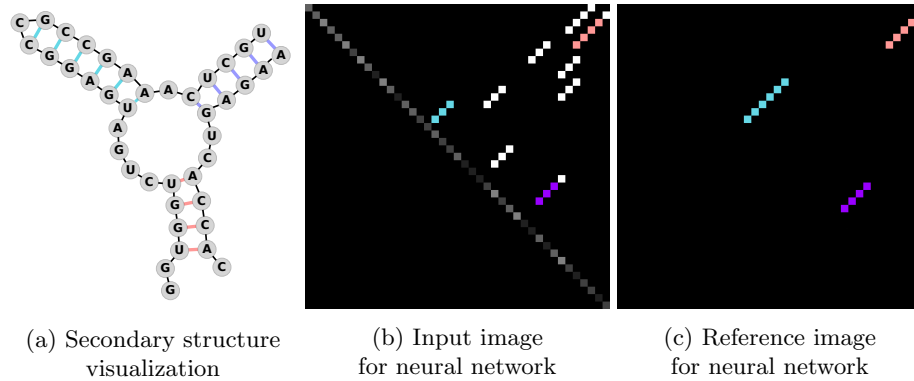 C G
C U
C C G
G G A
G A C A
A A U G
G A C A
U G
A U
G C
U C U A
G C
G C
U A
G C
G
(a) Secondary structure
visualization
(b) Input image
for neural network
(c) Reference image
for neural network